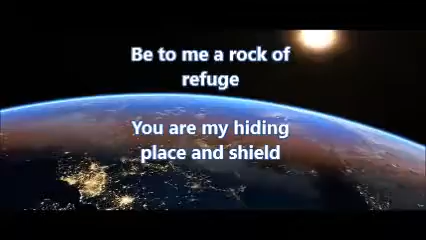 Be to me a rock of
refuge
You are my hiding
place and shield